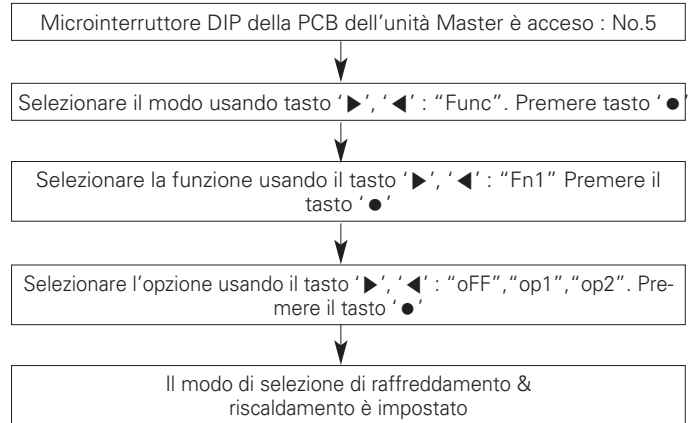 Microinterruttore DIP della PCB dell’unità Master è acceso : No.5
Selezionare il modo usando tasto ‘▶’, ‘◀’ : “Func”. Premere tasto ‘●’
Selezionare la funzione usando il tasto ‘▶’, ‘◀’ : “Fn1” Premere il
tasto ‘●’
Selezionare l’opzione usando il tasto ‘▶’, ‘◀’ : “oFF”,“op1”,“op2”. Pre-
mere il tasto ‘●’
Il modo di selezione di raffreddamento &
riscaldamento è impostato